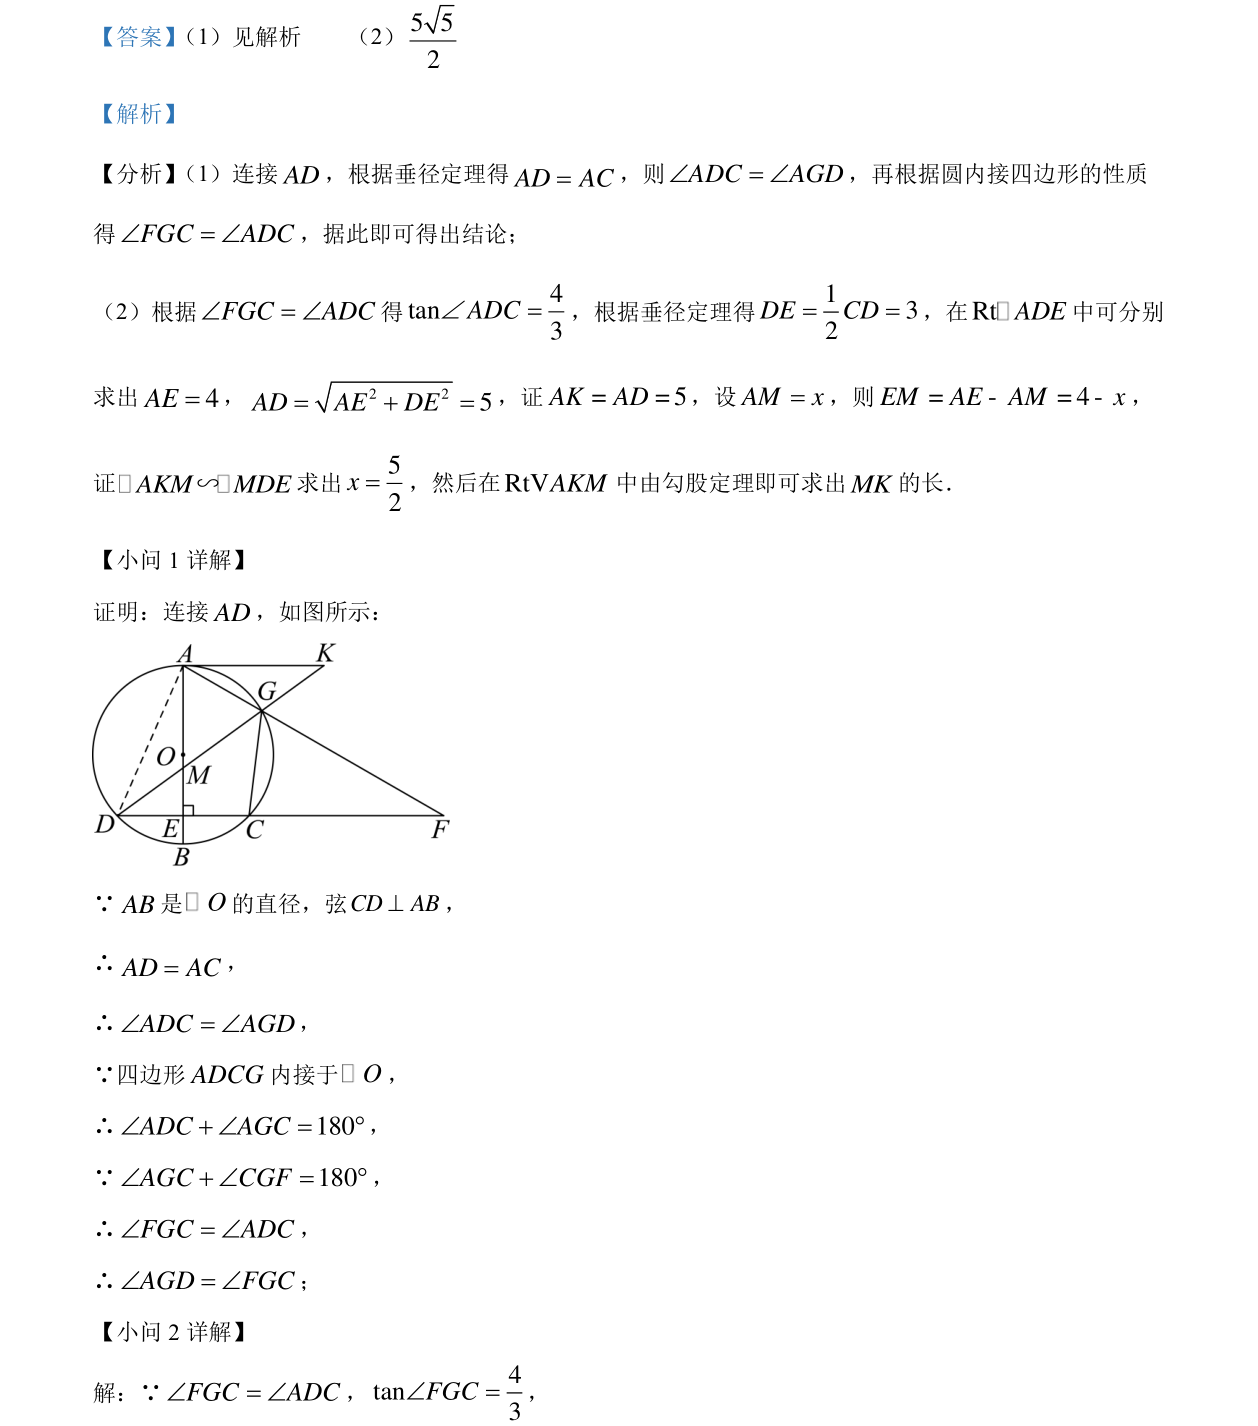 【答案】(1)见解析 (2)5√5/2
【解析】
【分析】(1)连接 AD，根据垂径定理得 AD = AC，则∠ADC = ∠AGD，再根据圆内接四边形的性质
得∠FGC = ∠ADC，据此即可得出结论；
(2)根据∠FGC = ∠ADC 得 tan∠ADC = 4/3，根据垂径定理得 DE = 1/2 CD = 3，在 Rt□ ADE 中可分别
求出 AE = 4，AD = √(AE² + DE²) = 5，证 AK = AD = 5，设 AM = x，则 EM = AE - AM = 4 - x，
证□ AKM∽□ MDE 求出 x = 5/2，然后在 RtVAKM 中由勾股定理即可求出 MK 的长．
【小问 1 详解】
证明：连接 AD，如图所示：
A K
G
O
M
D E C F
B
∵ AB 是□ O 的直径，弦 CD ⊥ AB，
∴ AD = AC，
∴ ∠ADC = ∠AGD，
∵四边形 ADCG 内接于□ O，
∴ ∠ADC + ∠AGC = 180°，
∵ ∠AGC + ∠CGF = 180°，
∴ ∠FGC = ∠ADC，
∴ ∠AGD = ∠FGC；
【小问 2 详解】
解：∵ ∠FGC = ∠ADC，tan∠FGC = 4/3，